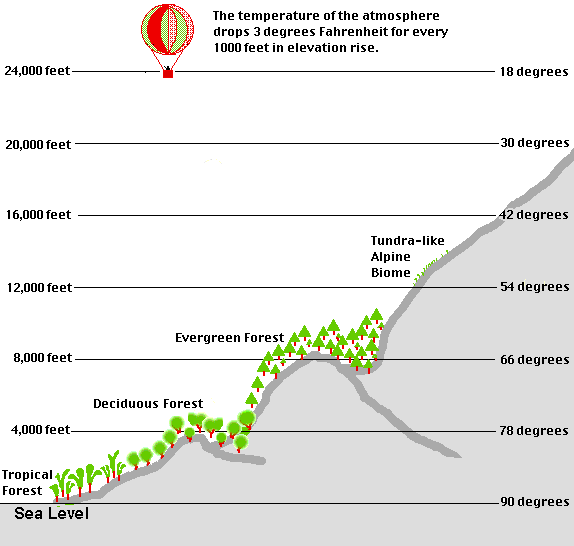 The temperature of the atmosphere
drops 3 degrees Fahrenheit for every
1000 feet in elevation rise.
24,000 feet 18 degrees
20,000 feet 30 degrees
16,000 feet 42 degrees
Tundra-like
Alpine
Biome
12,000 feet 54 degrees
Evergreen Forest
8,000 feet 66 degrees
Deciduous Forest
4,000 feet 78 degrees
Tropical
Forest
90 degrees
Sea Level